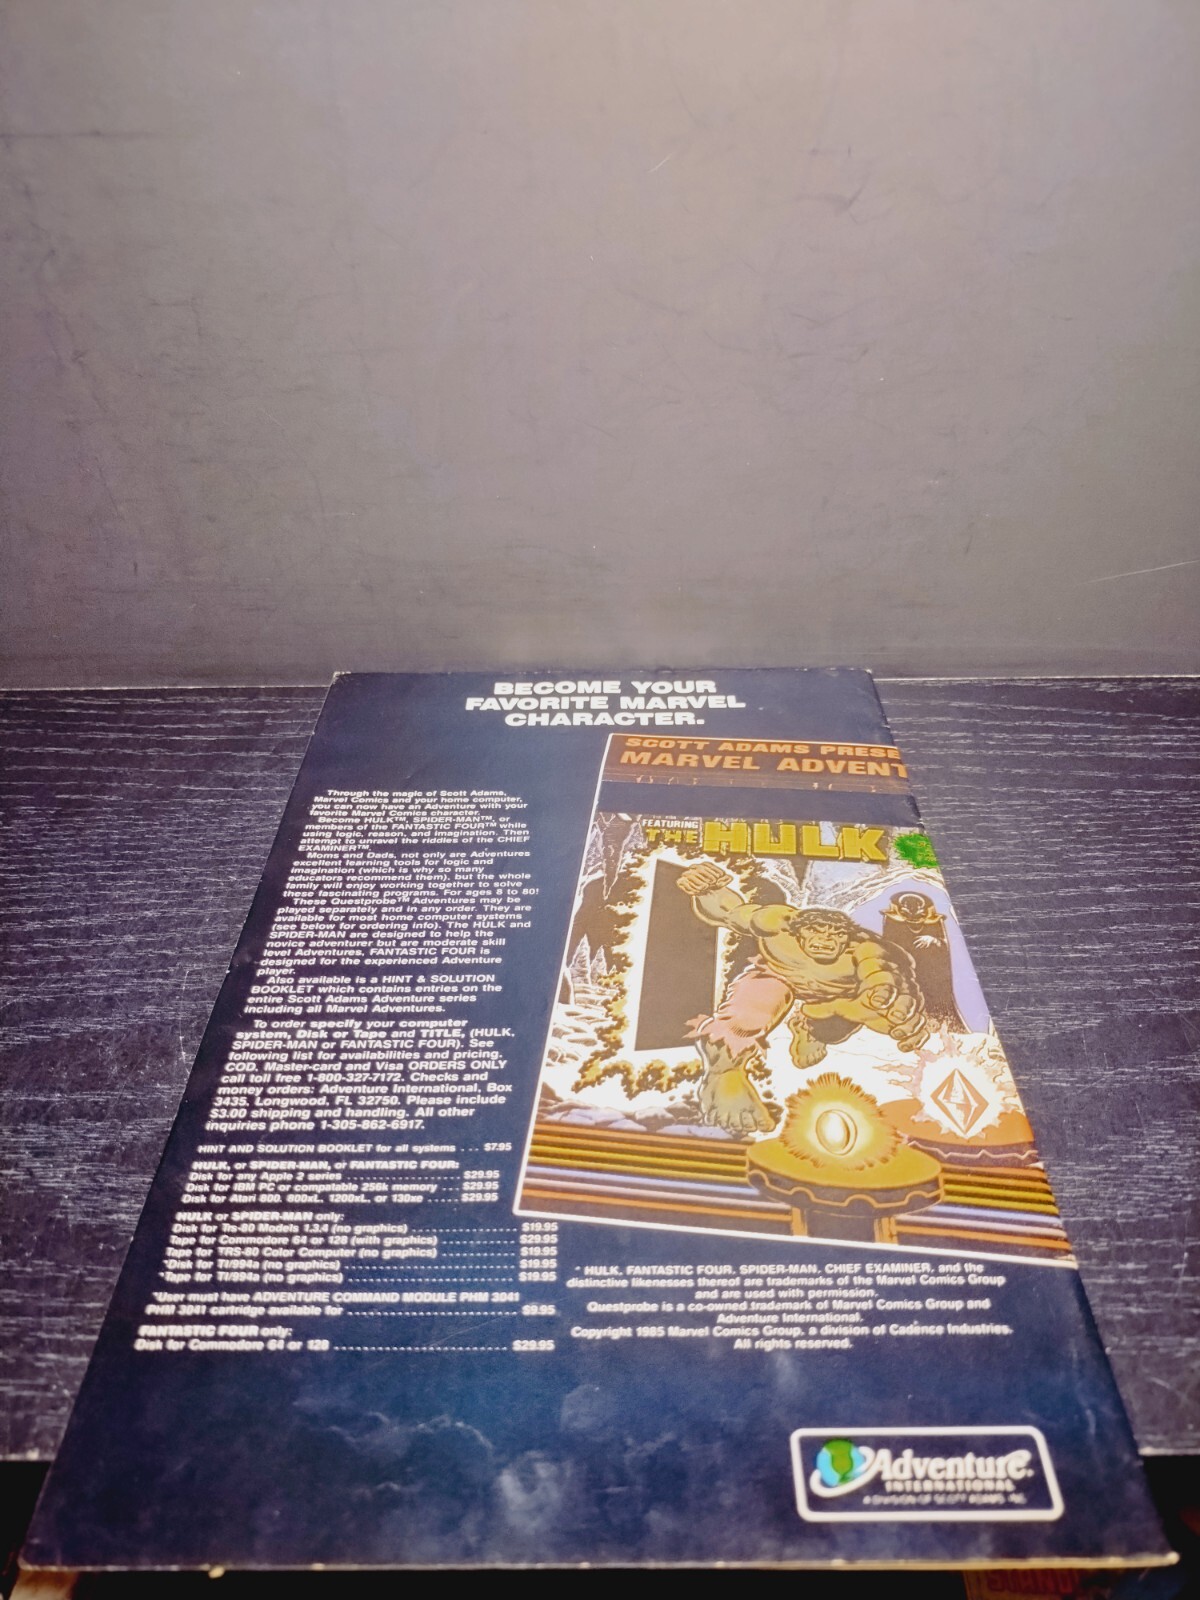 BECOME YOUR
FAVORITE MARVEL
CHARACTER.
SCOTT ADAMS PRESE
MARVEL ADVENT
FEATURING
THE HULK
Through the magic of Scott Adams,
Marvel Comics and your home computer,
you can now have an Adventure with your
favorite Marvel Comics character.
Become HULK™, SPIDER-MAN™, or
members of the FANTASTIC FOUR™ while
using logic, reason, and imagination. Then
attempt to unravel the riddles of the CHIEF
EXAMINER™.
Moms and Dads, not only are Adventures
excellent learning tools for logic and
imagination (which is why so many
educators recommend them), but the whole
family will enjoy working together to solve
these fascinating programs. For ages 8 to 80!
These Questprobe™ Adventures may be
played separately and in any order. They are
available for most home computer systems
(see below for ordering info). The HULK and
SPIDER-MAN are designed to help the
novice adventurer but are moderate skill
level Adventures, FANTASTIC FOUR is
designed for the experienced Adventure
player.
Also available is a HINT & SOLUTION
BOOKLET which contains entries on the
entire Scott Adams Adventure series
including all Marvel Adventures.
To order specify your computer
system, Disk or Tape and TITLE, (HULK,
SPIDER-MAN or FANTASTIC FOUR). See
following list for availabilities and pricing.
COD, Master-card and Visa ORDERS ONLY
call toll free 1-800-327-7172. Checks and
money orders: Adventure International, Box
3435, Longwood, FL 32750. Please include
$3.00 shipping and handling. All other
inquiries phone 1-305-862-6917.
HINT AND SOLUTION BOOKLET for all systems ... $7.95
HULK, or SPIDER-MAN, or FANTASTIC FOUR:
Disk for any Apple 2 series .................... $29.95
Disk for IBM PC or compatable 256k memory .... $29.95
Disk for Atari 800, 800xL, 1200xL, or 130xe ...... $29.95
HULK or SPIDER-MAN only:
Disk for Trs-80 Models 1.3.4 (no graphics) ................... $19.95
Tape for Commodore 64 or 128 (with graphics) ............ $29.95
Tape for TRS-80 Color Computer (no graphics) ............. $19.95
*Disk for TI/994a (no graphics) ............................... $19.95
*Tape for TI/994a (no graphics) ............................... $19.95
*User must have ADVENTURE COMMAND MODULE PHM 3041
PHM 3041 cartridge available for ............................... $9.95
FANTASTIC FOUR only:
Disk for Commodore 64 or 128 ................................ $29.95
* HULK, FANTASTIC FOUR, SPIDER-MAN, CHIEF EXAMINER, and the
distinctive likenesses thereof are trademarks of the Marvel Comics Group
and are used with permission.
Questprobe is a co-owned trademark of Marvel Comics Group and
Adventure International.
Copyright 1985 Marvel Comics Group, a division of Cadence Industries.
All rights reserved.
Adventure
INTERNATIONAL
A DIVISION OF SCOTT ADAMS, INC.